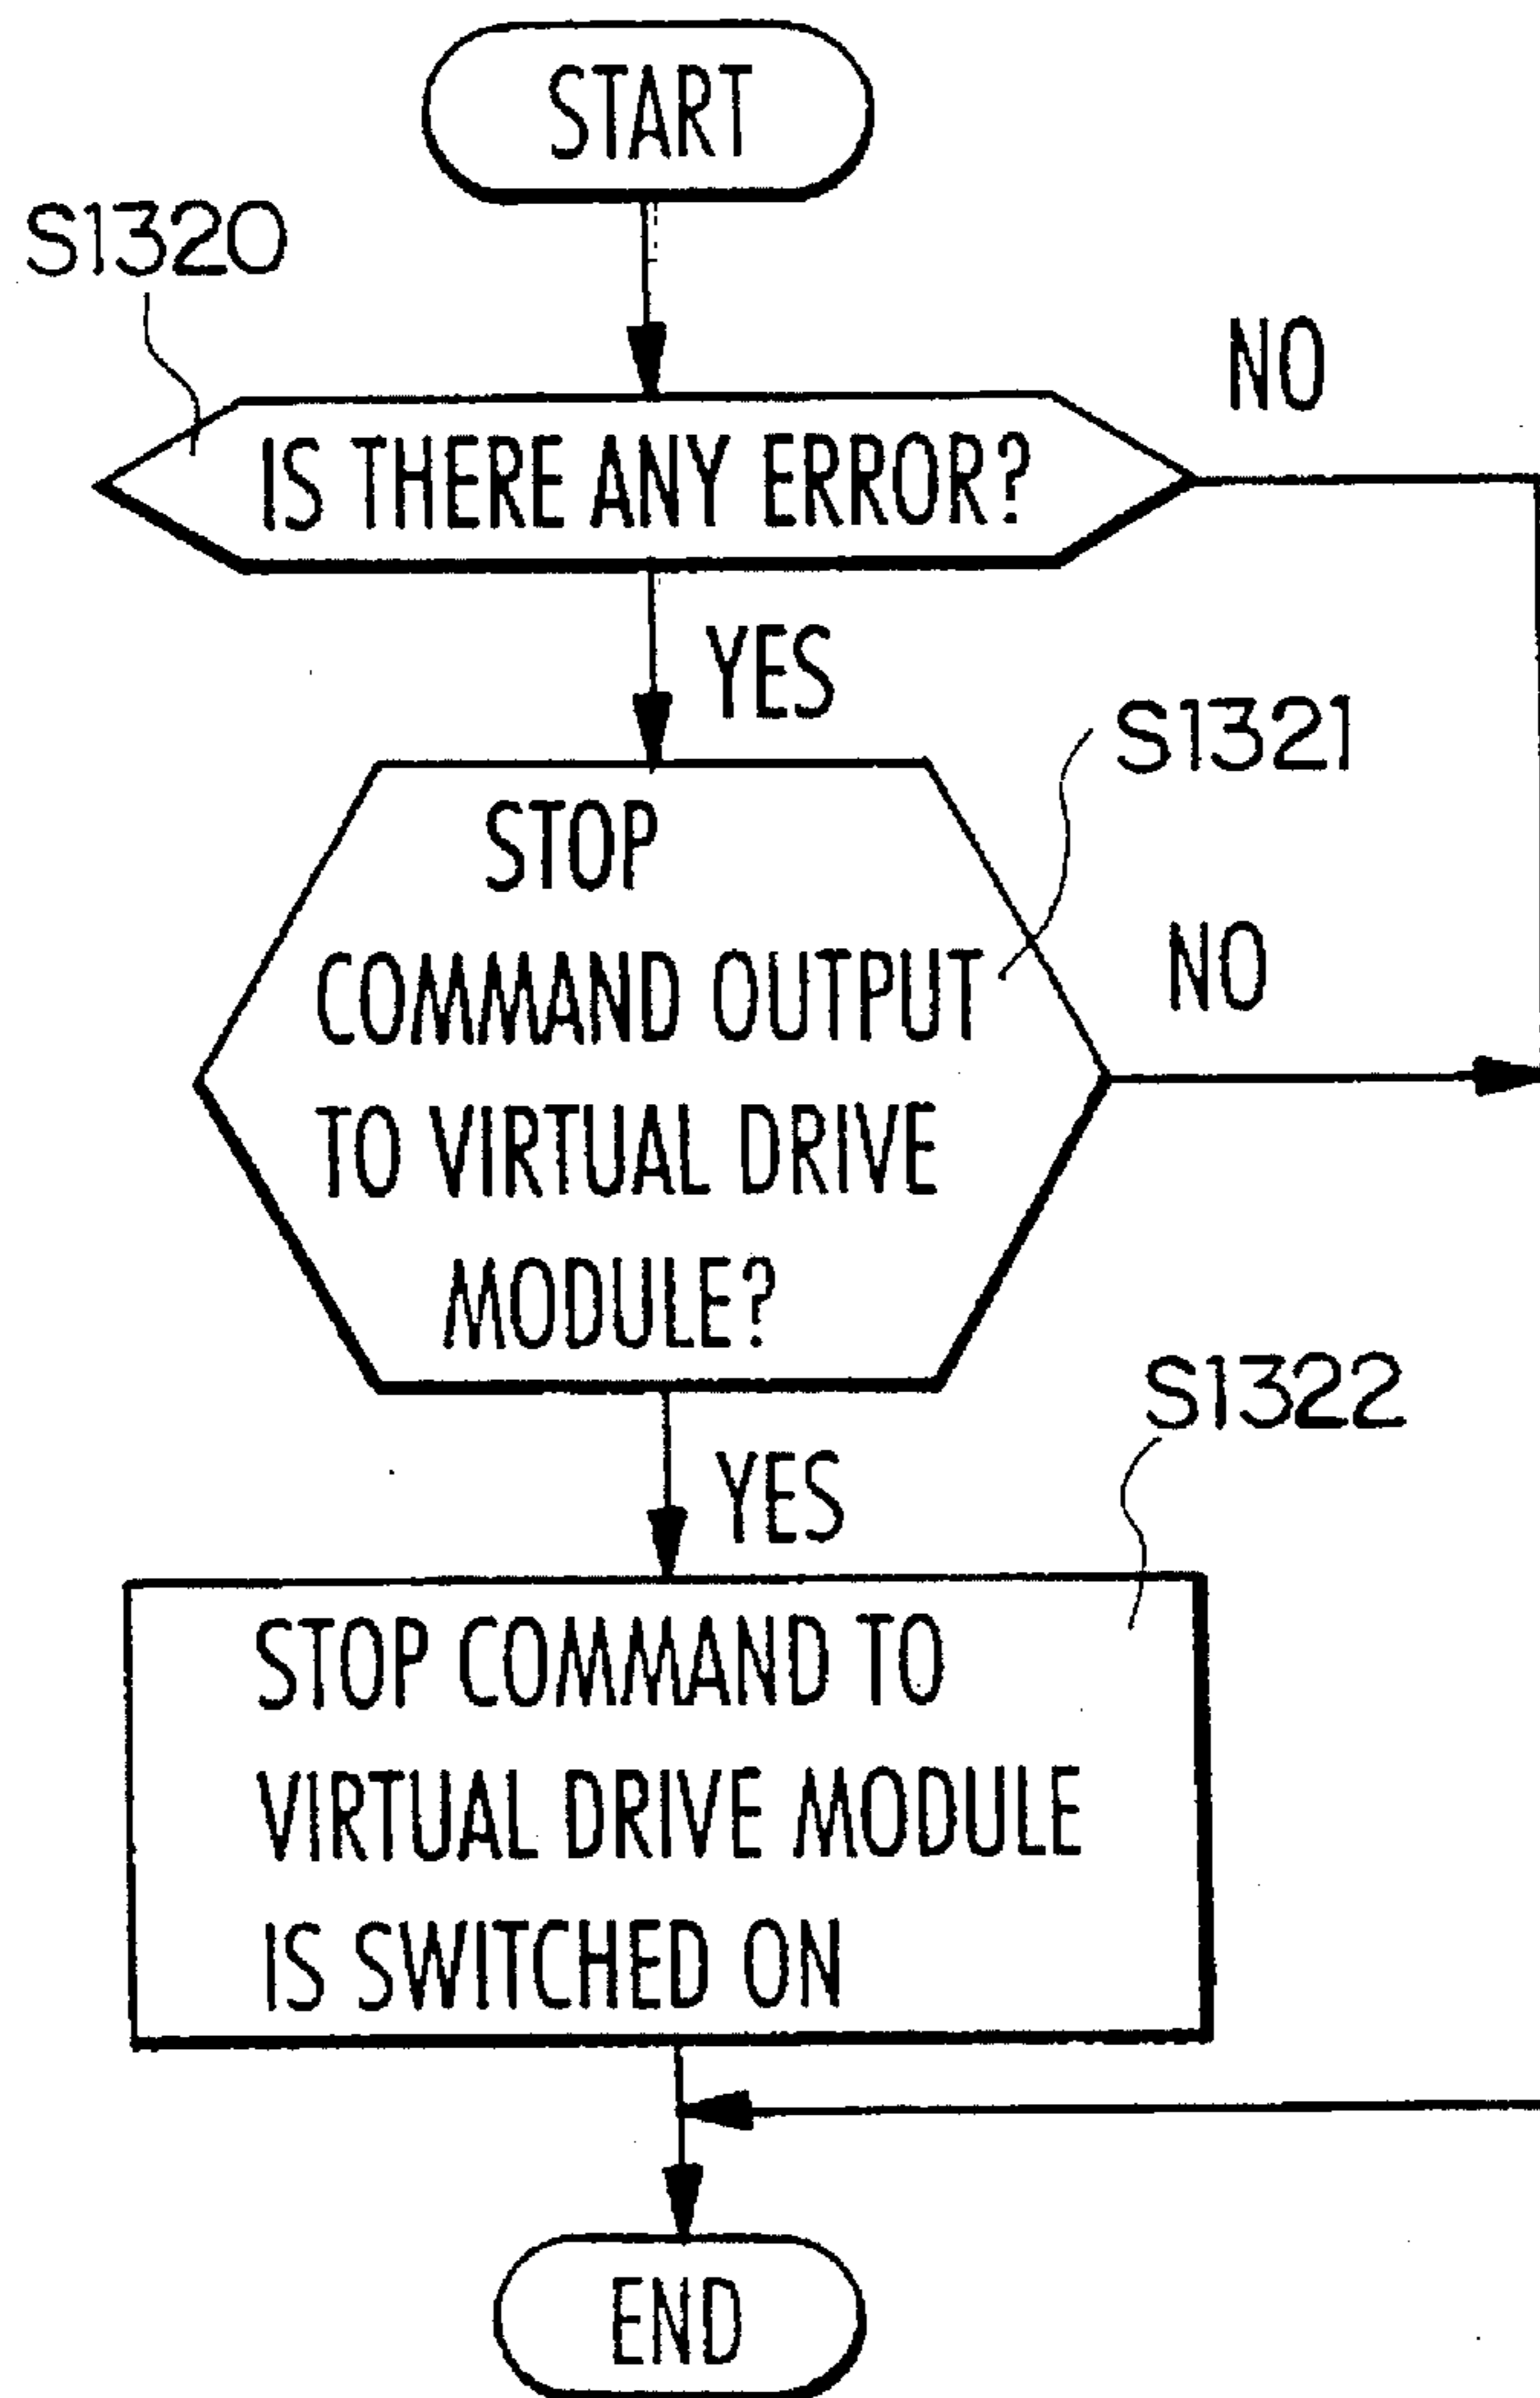 START
S1320
NO
IS THERE ANY ERROR?
YES
S1321
STOP
COMMAND OUTPUT
NO
TO VIRTUAL DRIVE
MODULE?
S1322
YES
STOP COMMAND TO
VIRTUAL DRIVE MODULE
IS SWITCHED ON
END